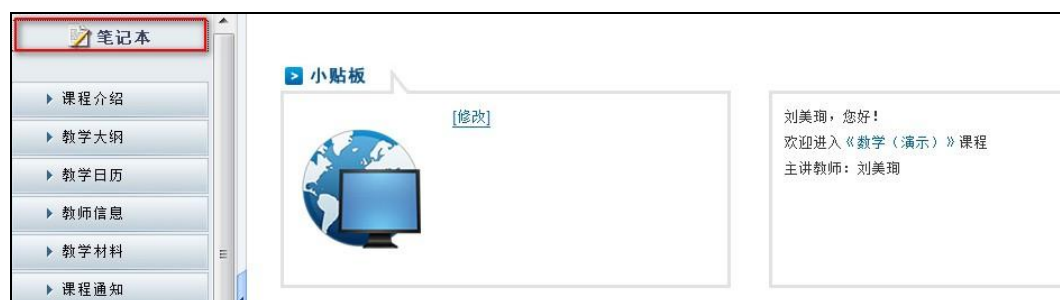 笔记本
课程介绍
教学大纲
教学日历
教师信息
教学材料
课程通知
小贴板
[修改]
刘美珣，您好！
欢迎进入《数学（演示）》课程
主讲教师：刘美珣